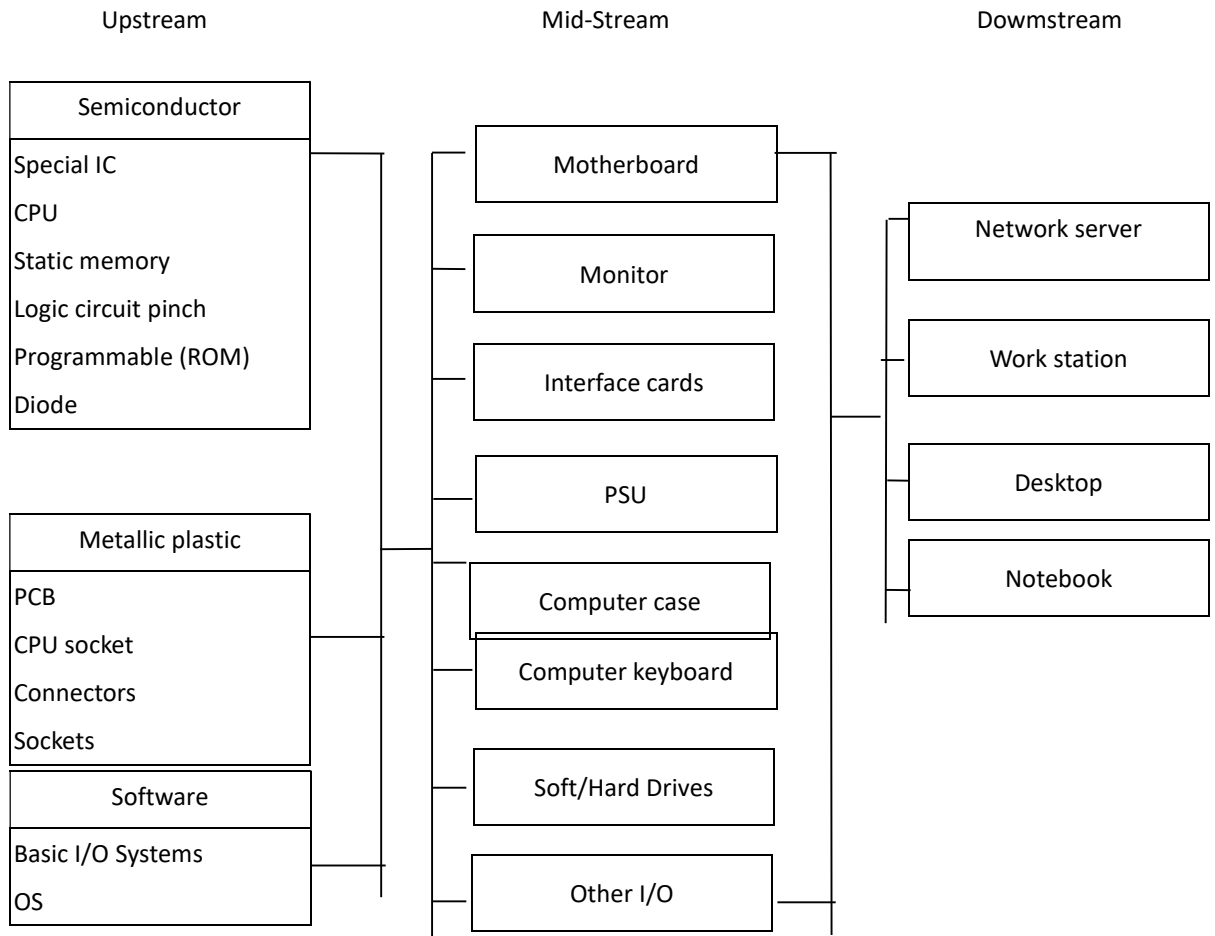 Upstream
Mid-Stream
Dowmstream
Semiconductor
Special IC
CPU
Static memory
Logic circuit pinch
Programmable (ROM)
Diode
Metallic plastic
PCB
CPU socket
Connectors
Sockets
Software
Basic I/O Systems
OS
Motherboard
Monitor
Interface cards
PSU
Computer case
Computer keyboard
Soft/Hard Drives
Other I/O
Network server
Work station
Desktop
Notebook